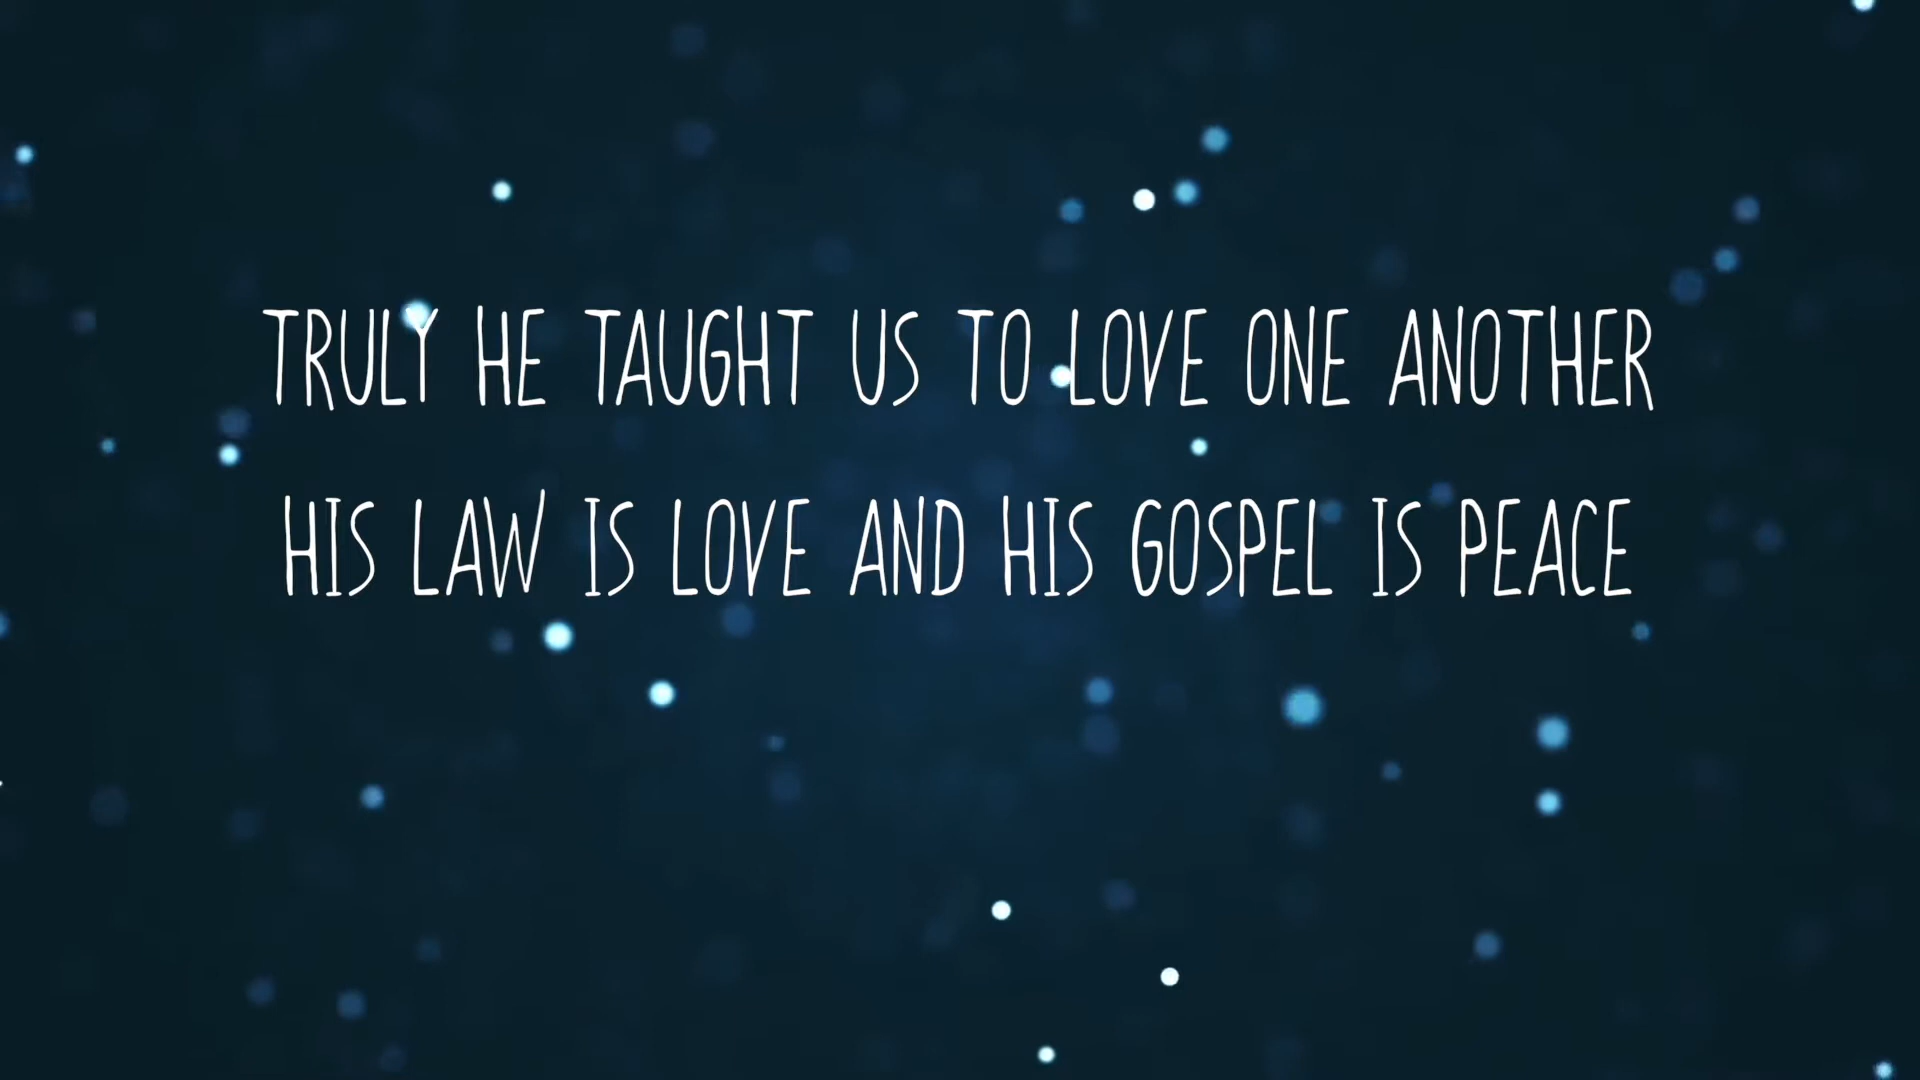 TRULY HE TAUGHT US TO LOVE ONE ANOTHER
HIS LAW IS LOVE AND HIS GOSPEL IS PEACE